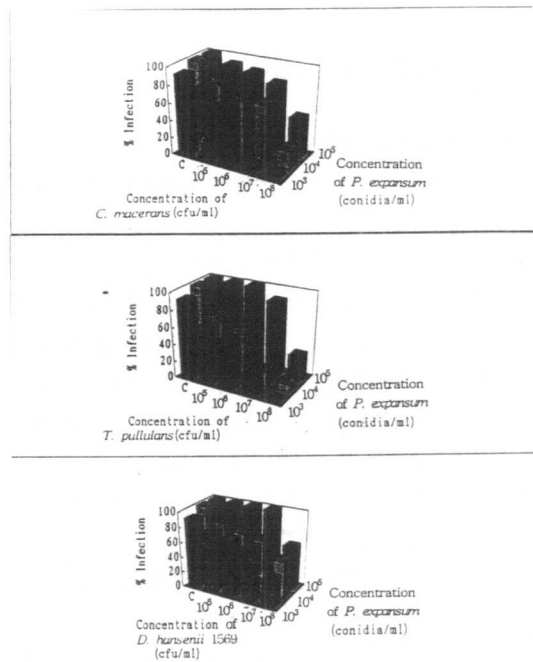 100
80
60
40
20
0
% Infection
C
10⁵
10⁶
10⁷
10⁸
10³
10⁴
10⁵
Concentration of
C. macerans (cfu/ml)
Concentration
of P. expansum
(conidia/ml)
100
80
60
40
20
0
% Infection
C
10⁵
10⁶
10⁷
10⁸
10³
10⁴
10⁵
Concentration of
T. pullulans (cfu/ml)
Concentration
of P. expansum
(conidia/ml)
100
80
60
40
20
0
% Infection
C
10⁵
10⁶
10⁷
10⁸
10³
10⁴
10⁵
Concentration of
D. hansenii 1569
(cfu/ml)
Concentration
of P. expansum
(conidia/ml)